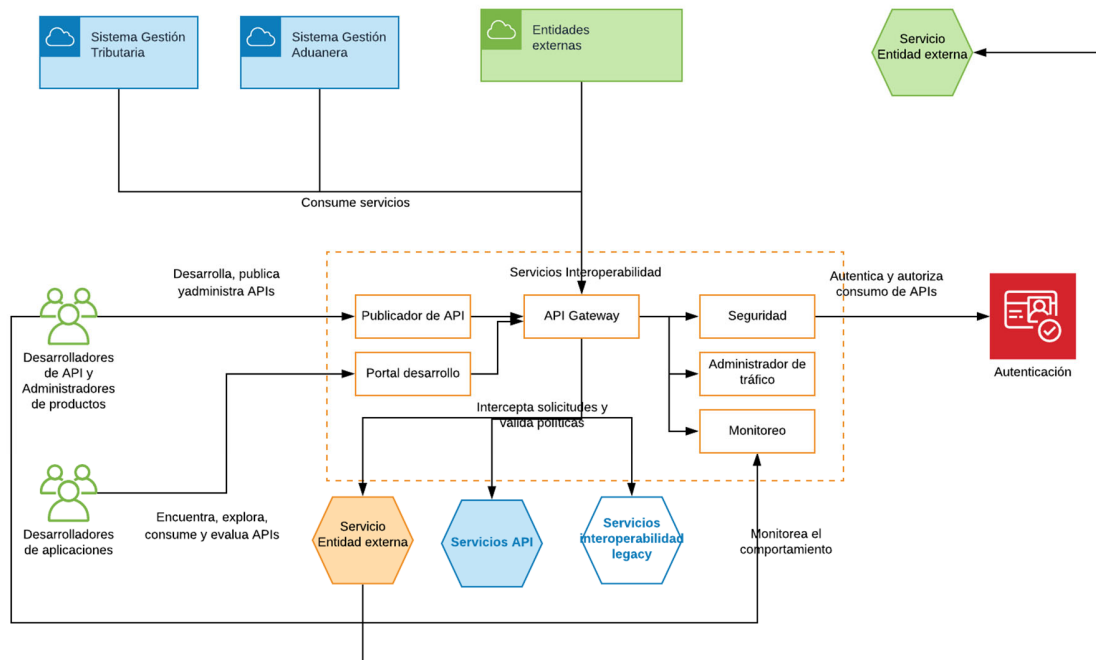 Sistema Gestión
Tributaria
Sistema Gestión
Aduanera
Entidades
externas
Servicio
Entidad externa
Consume servicios
Desarrolla, publica
yadministra APIs
Servicios Interoperabilidad
Autentica y autoriza
consumo de APIs
Publicador de API
API Gateway
Seguridad
Desarrolladores
de API y
Administradores
de productos
Portal desarrollo
Administrador de
tráfico
Autenticación
Intercepta solicitudes y
valida políticas
Monitoreo
Desarrolladores
de aplicaciones
Encuentra, explora,
consume y evalua APIs
Servicio
Entidad externa
Servicios API
Servicios
interoperabilidad
legacy
Monitorea el
comportamiento